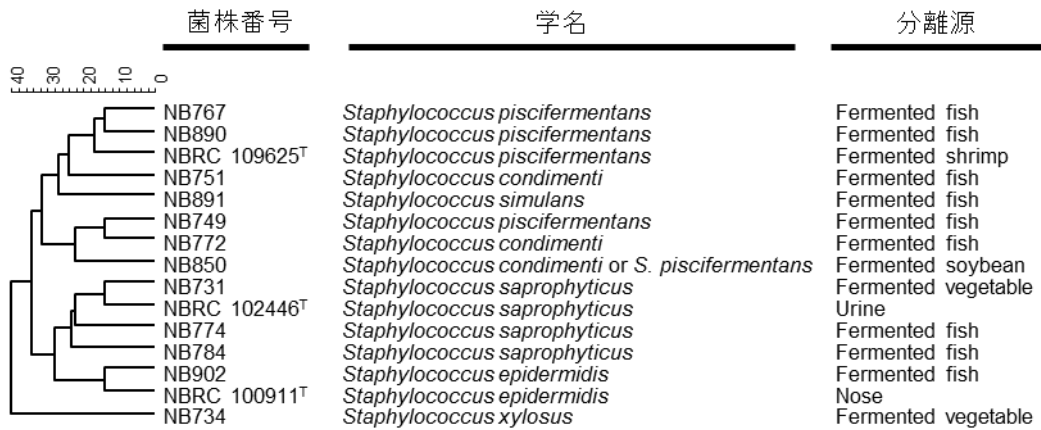 菌株番号 学名 分離源
40 30 20 10 0
NB767 Staphylococcus piscifermentans Fermented fish
NB890 Staphylococcus piscifermentans Fermented fish
NBRC 109625ᵀ Staphylococcus piscifermentans Fermented shrimp
NB751 Staphylococcus condimenti Fermented fish
NB891 Staphylococcus simulans Fermented fish
NB749 Staphylococcus piscifermentans Fermented fish
NB772 Staphylococcus condimenti Fermented fish
NB850 Staphylococcus condimenti or S. piscifermentans Fermented soybean
NB731 Staphylococcus saprophyticus Fermented vegetable
NBRC 102446ᵀ Staphylococcus saprophyticus Urine
NB774 Staphylococcus saprophyticus Fermented fish
NB784 Staphylococcus saprophyticus Fermented fish
NB902 Staphylococcus epidermidis Fermented fish
NBRC 100911ᵀ Staphylococcus epidermidis Nose
NB734 Staphylococcus xylosus Fermented vegetable